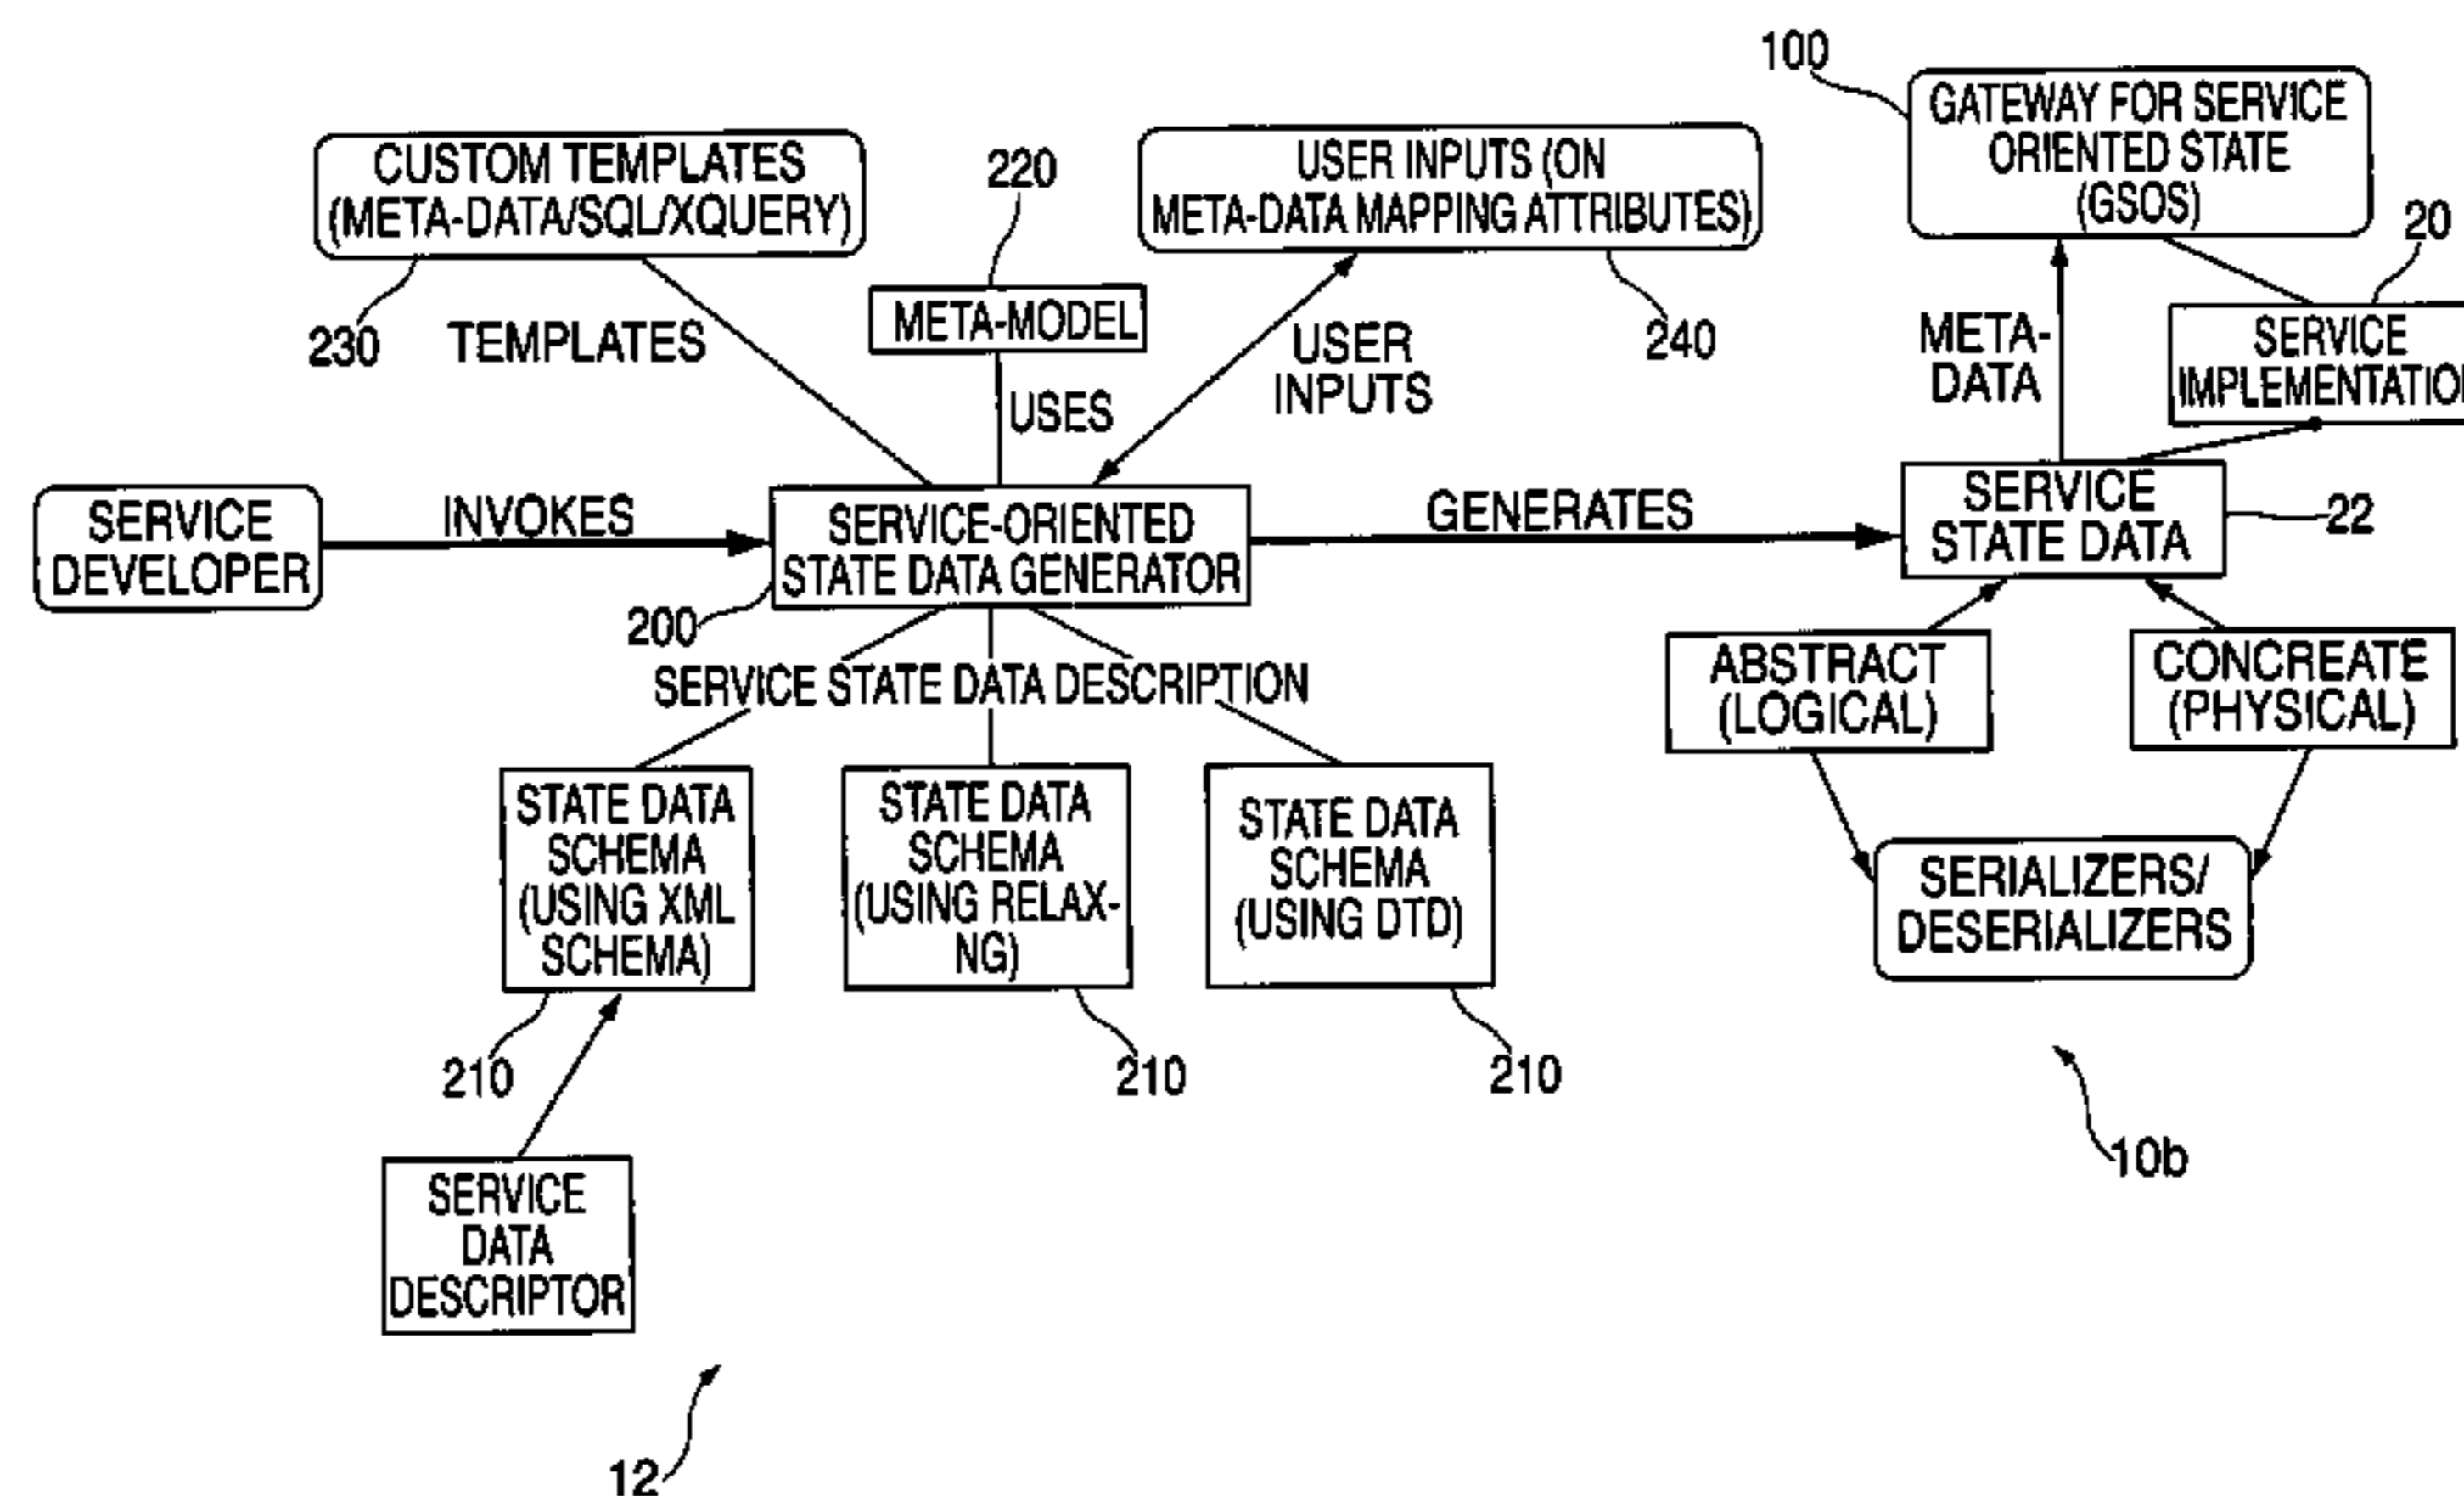 100
GATEWAY FOR SERVICE
ORIENTED STATE
(GSOS)
CUSTOM TEMPLATES
(META-DATA/SQL/XQUERY)
220
USER INPUTS (ON
META-DATA MAPPING ATTRIBUTES)
20
230
TEMPLATES
META-MODEL
USER
INPUTS
240
META-
DATA
SERVICE
USES
SERVICE
DEVELOPER
INVOKES
SERVICE-ORIENTED
STATE DATA GENERATOR
GENERATES
SERVICE
STATE DATA
22
200
SERVICE STATE DATA DESCRIPTION
ABSTRACT
(LOGICAL)
CONCREATE
(PHYSICAL)
STATE DATA
SCHEMA
(USING XML
SCHEMA)
STATE DATA
SCHEMA
(USING RELAX-
NG)
STATE DATA
SCHEMA
(USING DTD)
SERIALIZERS/
DESERIALIZERS
210
210
210
10b
SERVICE
DATA
DESCRIPTOR
12